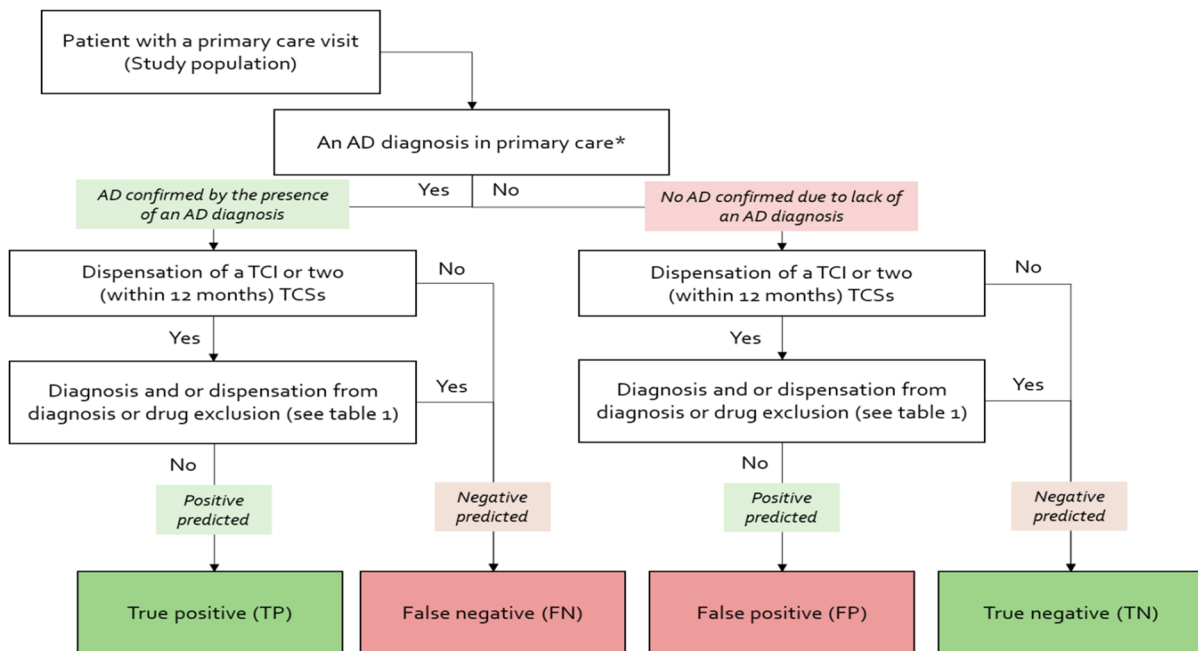 Patient with a primary care visit
(Study population)
An AD diagnosis in primary care*
Yes
No
AD confirmed by the presence
of an AD diagnosis
No AD confirmed due to lack of
an AD diagnosis
Dispensation of a TCI or two
(within 12 months) TCSs
No
Dispensation of a TCI or two
(within 12 months) TCSs
No
Yes
Yes
Diagnosis and or dispensation from
diagnosis or drug exclusion (see table 1)
Yes
Diagnosis and or dispensation from
diagnosis or drug exclusion (see table 1)
Yes
No
No
Positive
predicted
Negative
predicted
Positive
predicted
Negative
predicted
True positive (TP)
False negative (FN)
False positive (FP)
True negative (TN)